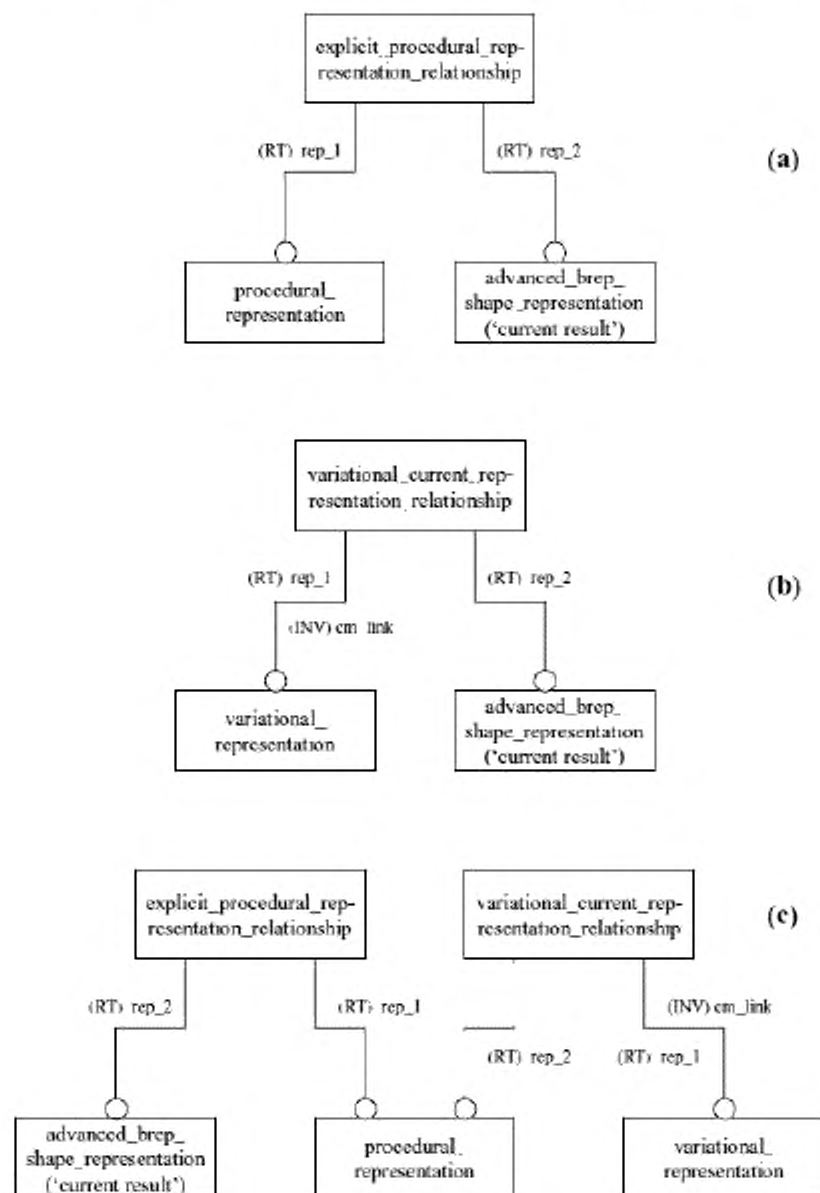 explicit_procedural_rep-
resentation_relationship
(RT) rep_1
(RT) rep_2
(a)
procedural_
representation
advanced_brep_
shape_representation
(‘current result’)
variational_current_rep-
resentation_relationship
(RT) rep_1
(RT) rep_2
(b)
(INV) cm_link
variational_
representation
advanced_brep_
shape_representation
(‘current result’)
explicit_procedural_rep-
resentation_relationship
variational_current_rep-
resentation_relationship
(c)
(RT) rep_2
(RT) rep_1
(INV) cm_link
(RT) rep_2
(RT) rep_1
advanced_brep_
shape_representation
(‘current result’)
procedural_
representation
variational_
representation